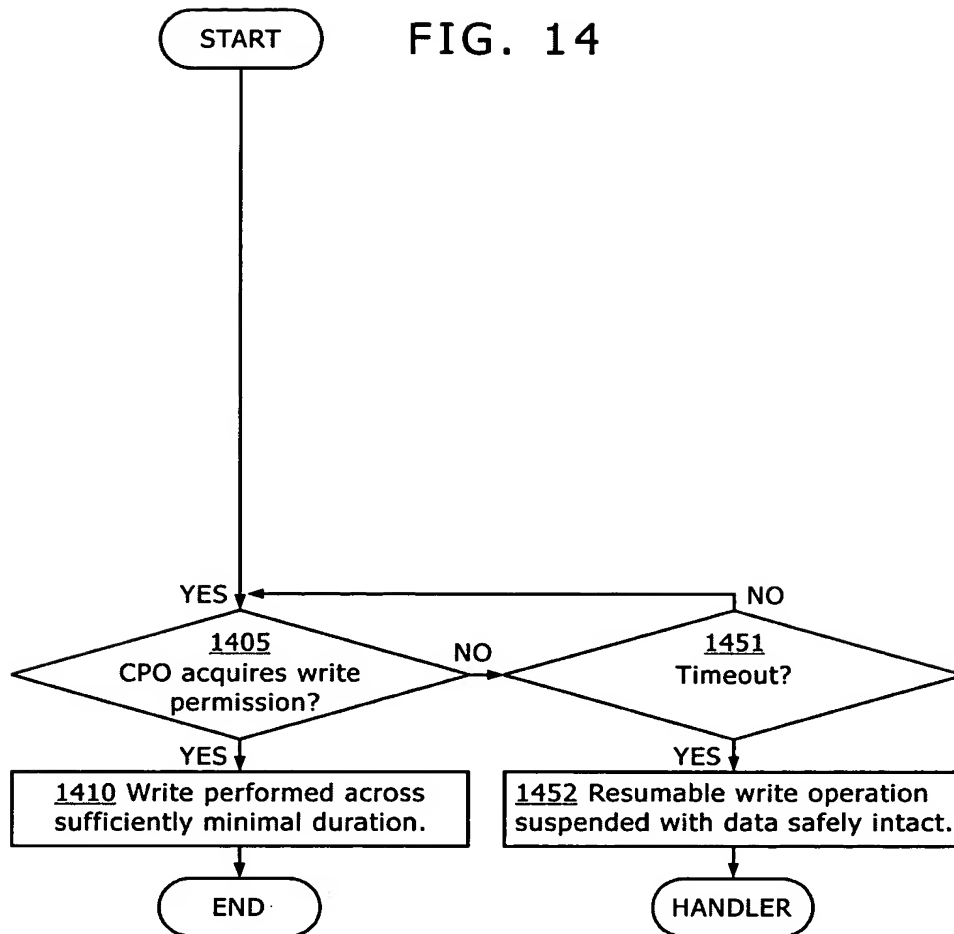 START
FIG. 14
YES
NO
1405
CPO acquires write
permission?
NO
1451
Timeout?
YES
YES
1410 Write performed across
sufficiently minimal duration.
1452 Resumable write operation
suspended with data safely intact.
END
HANDLER